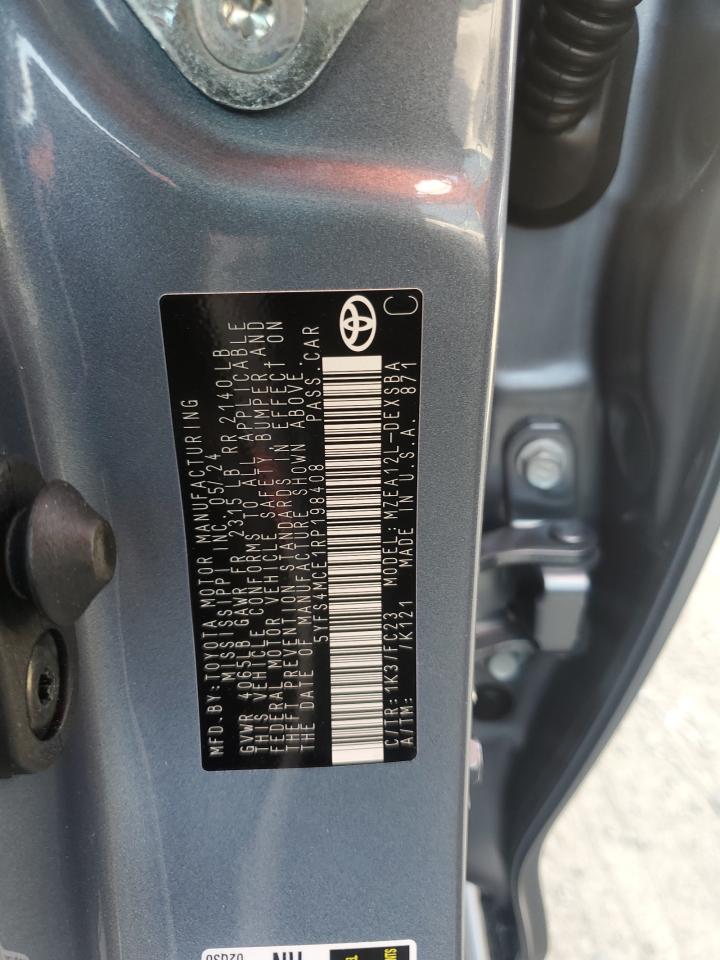 MFD.BY:TOYOTA MOTOR MANUFACTURING
MISSISSIPPI INC.05/24
GVWR 4065LB GAWR FR 2315 LB RR 2140 LB
THIS VEHICLE CONFORMS TO ALL APPLICABLE
FEDERAL MOTOR VEHICLE SAFETY, BUMPER AND
THEFT PREVENTION STANDARDS IN EFFECT ON
THE DATE OF MANUFACTURE SHOWN ABOVE.
5YFS4MCE1RP198408 PASS.CAR
C/TR: 1K3/FC23 MODEL: MZEA12L-DEXSBA
A/TM: /K121 MADE IN U.S.A. 871
C